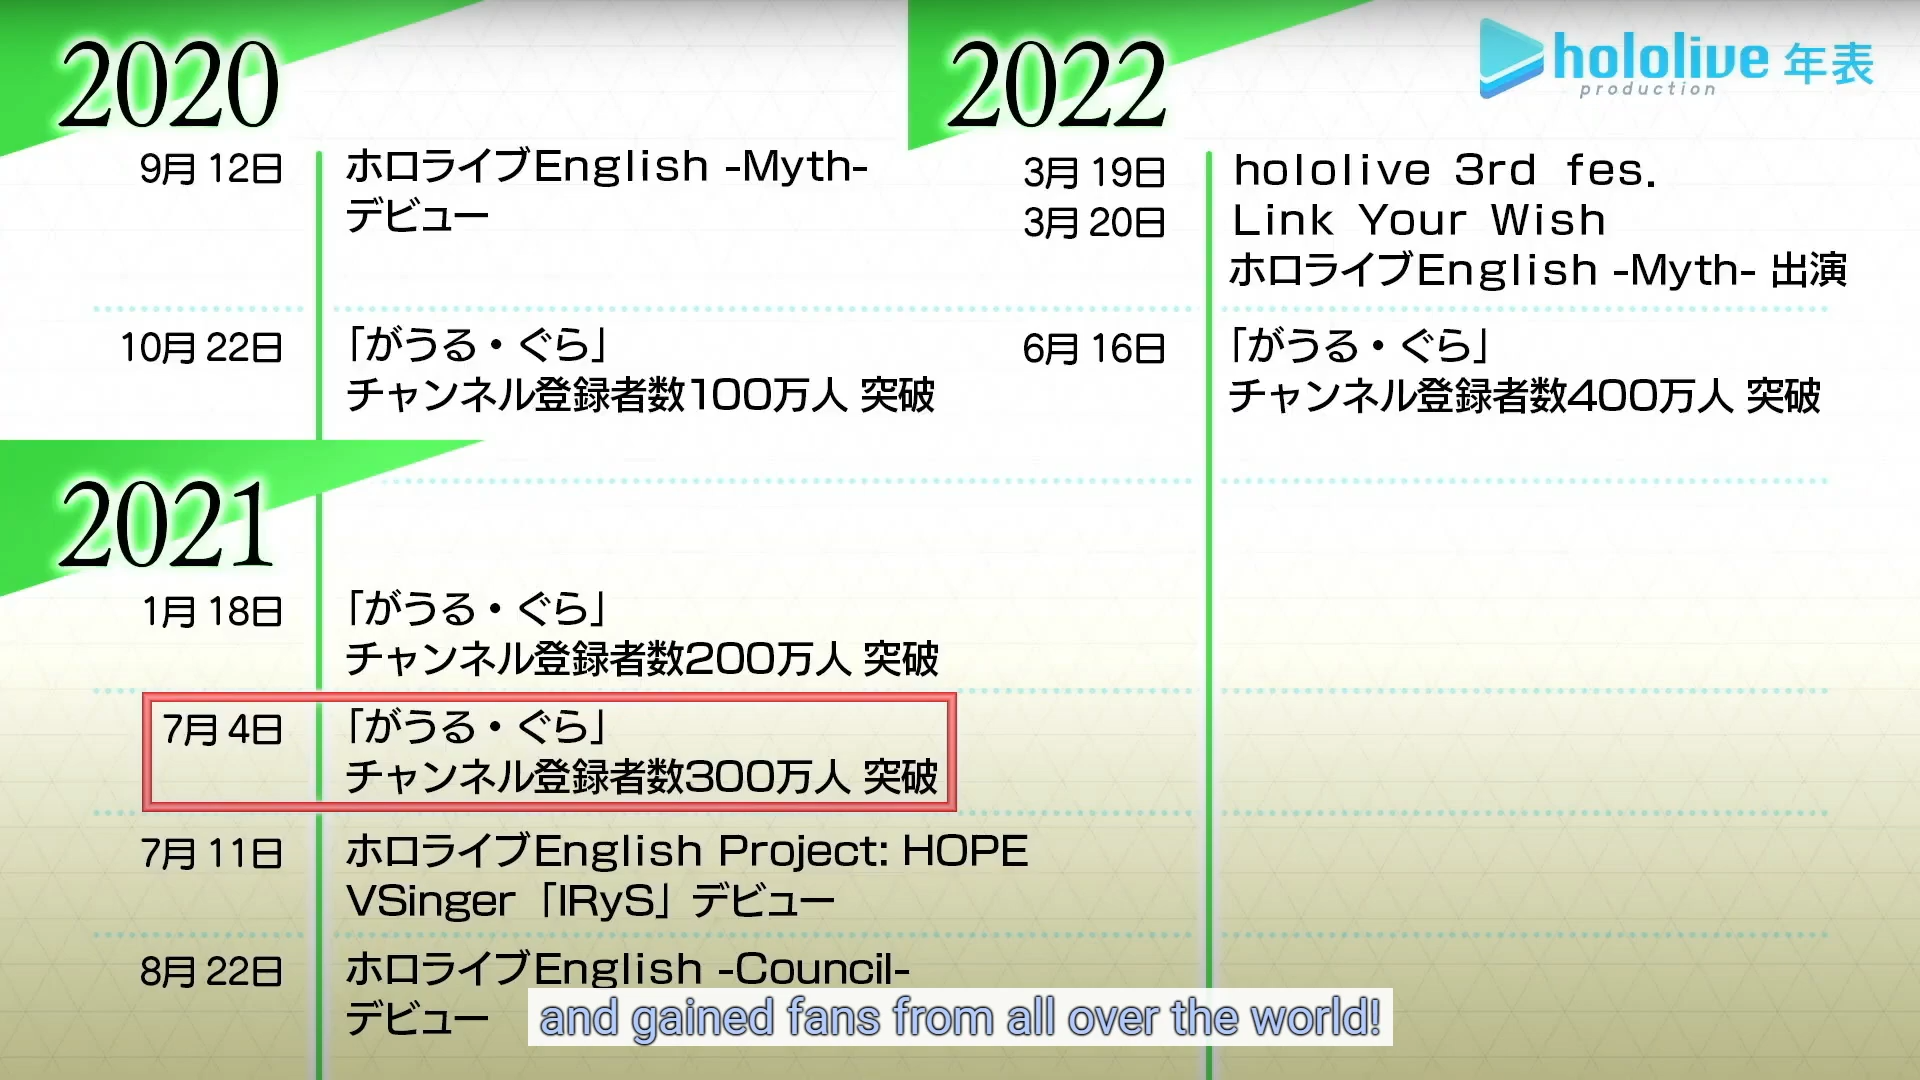 2020
9月 12日
ホロライブEnglish -Myth-
デビュー
10月 22日
「がうる・ぐら」
チャンネル登録者数100万人 突破
2021
1月 18日
「がうる・ぐら」
チャンネル登録者数200万人 突破
7月 4日
「がうる・ぐら」
チャンネル登録者数300万人 突破
7月 11日
ホロライブEnglish Project: HOPE
VSinger「IRyS」デビュー
8月 22日
ホロライブEnglish -Council-
デビュー
2022
hololive 年表
production
3月 19日
3月 20日
hololive 3rd fes.
Link Your Wish
ホロライブEnglish -Myth- 出演
6月 16日
「がうる・ぐら」
チャンネル登録者数400万人 突破
and gained fans from all over the world!